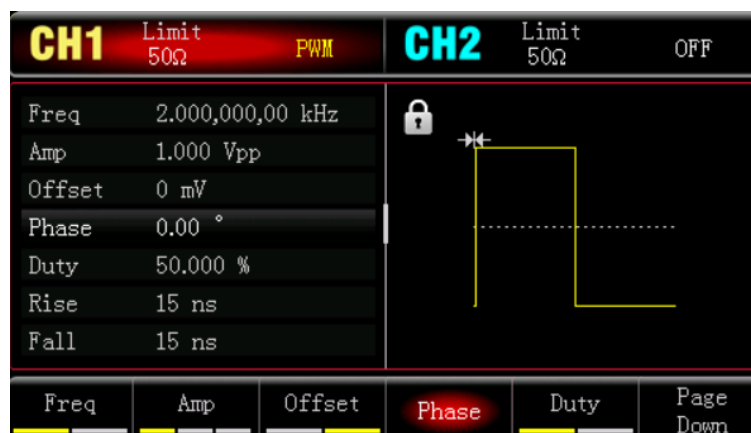 CH1 Limit 50Ω PWM
CH2 Limit 50Ω OFF
Freq 2.000,000,00 kHz
Amp 1.000 Vpp
Offset 0 mV
Phase 0.00 °
Duty 50.000 %
Rise 15 ns
Fall 15 ns
Freq Amp Offset Phase Duty Page Down